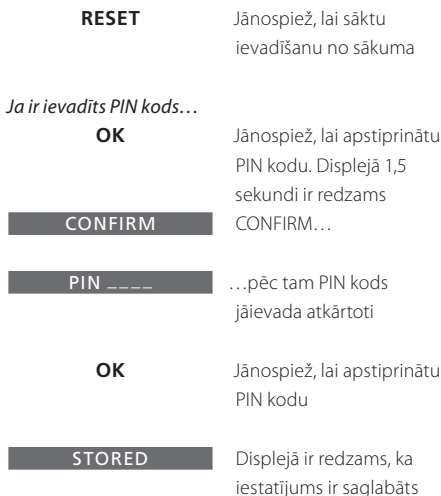 RESET Jānospiež, lai sāktu
ievadīšanu no sākuma
Ja ir ievadīts PIN kods…
OK Jānospiež, lai apstiprinātu
PIN kodu. Displejā 1,5
sekundi ir redzams
CONFIRM CONFIRM…
PIN ____ …pēc tam PIN kods
jāievada atkārtoti
OK Jānospiež, lai apstiprinātu
PIN kodu
STORED Displejā ir redzams, ka
iestatījums ir saglabāts